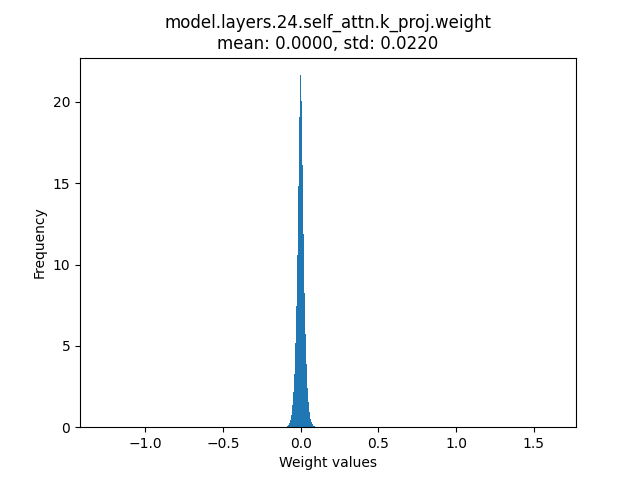 model.layers.24.self_attn.k_proj.weight
mean: 0.0000, std: 0.0220
20
15
10
5
0
Frequency
−1.0 −0.5 0.0 0.5 1.0 1.5
Weight values